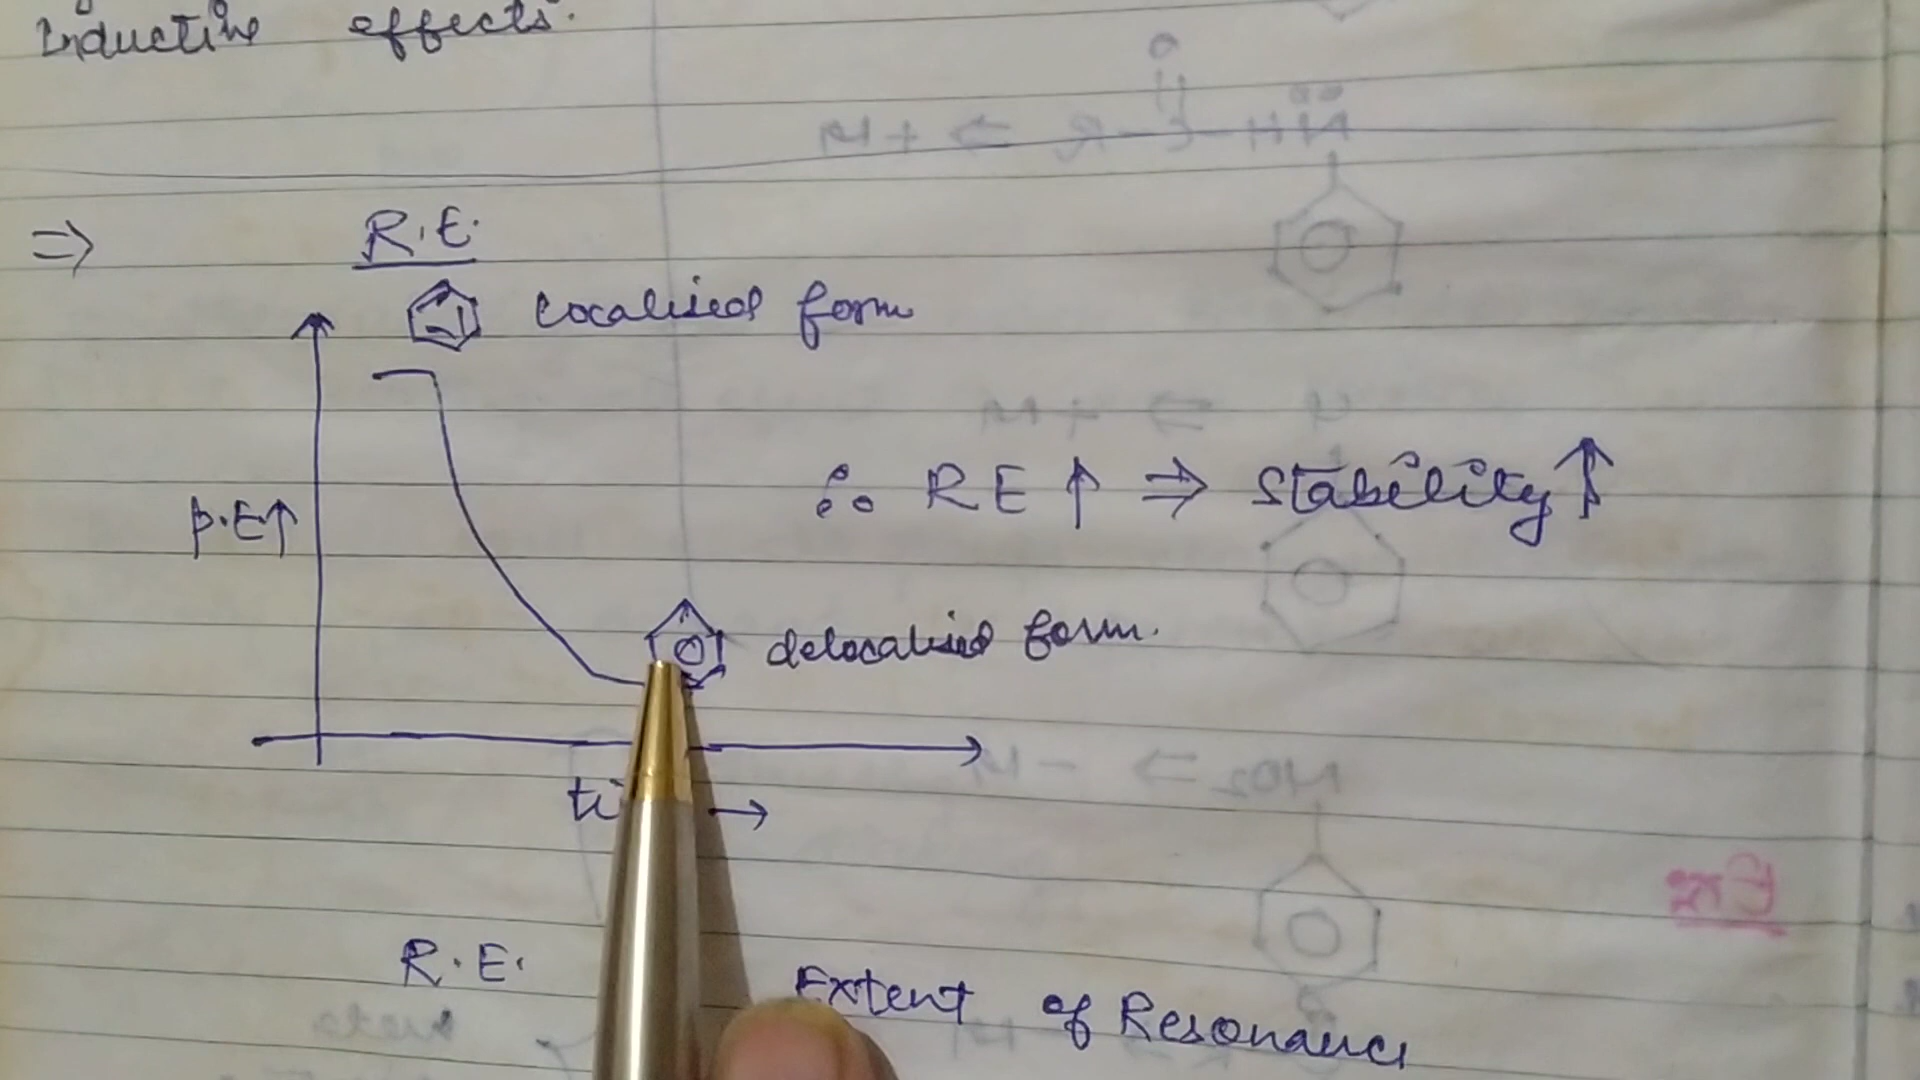 Inductive effects.
⇒ R.E.
localised form
P.E↑
∴ RE ↑ ⇒ Stability ↑
delocalised form.
→
R.E. Extent of Resonance